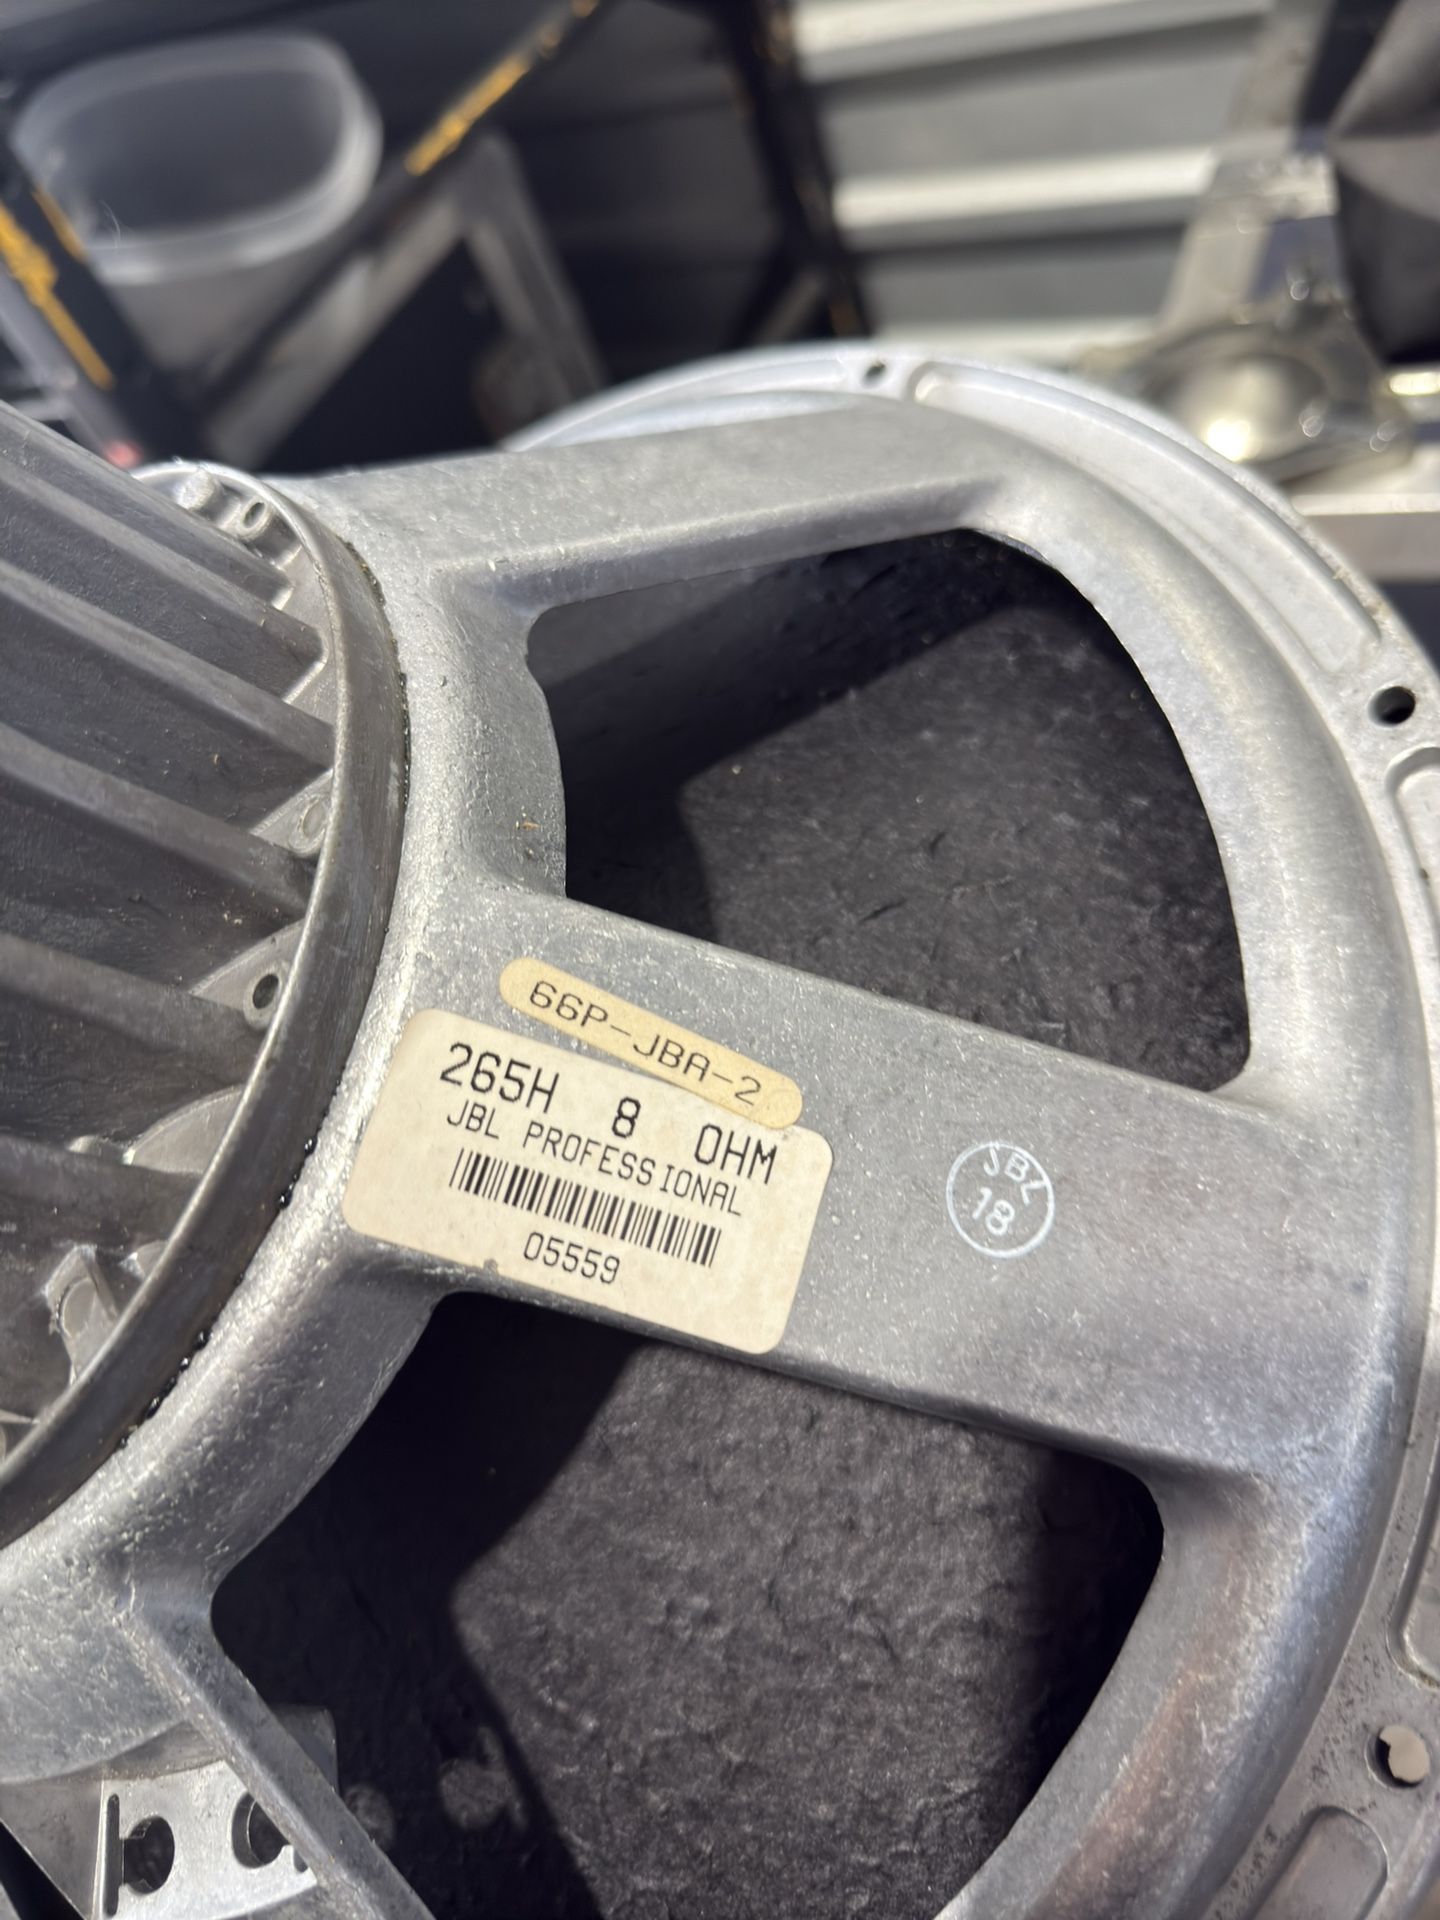 66P-JBA-2
265H 8 OHM
JBL PROFESSIONAL
05559
JBL
18